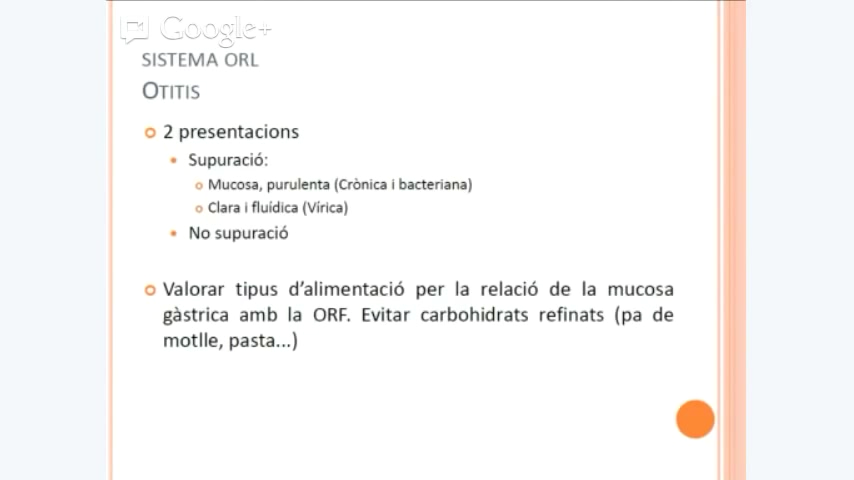 Google+
SISTEMA ORL
OTITIS
2 presentacions
Supuració:
Mucosa, purulenta (Crònica i bacteriana)
Clara i fluídica (Vírica)
No supuració
Valorar tipus d'alimentació per la relació de la mucosa
gàstrica amb la ORF. Evitar carbohidrats refinats (pa de
motlle, pasta...)